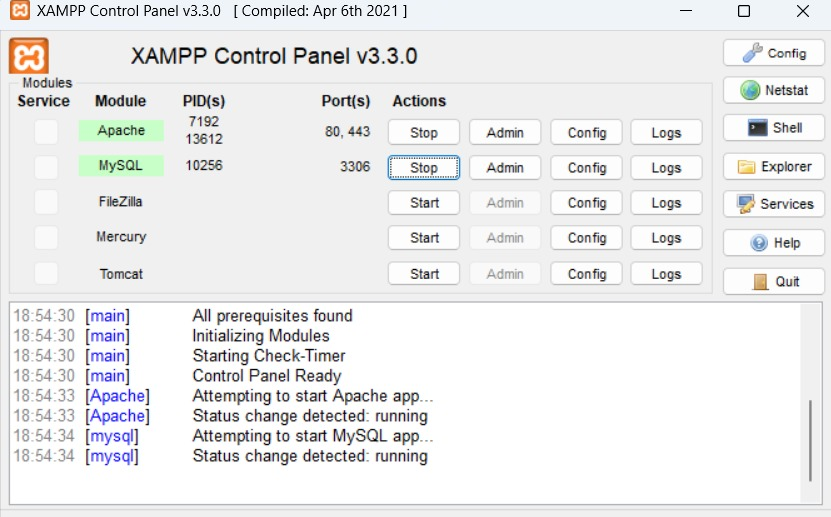 XAMPP Control Panel v3.3.0 [ Compiled: Apr 6th 2021 ]
XAMPP Control Panel v3.3.0
Config
Modules
Service Module PID(s) Port(s) Actions
Netstat
Apache 7192 13612 80, 443 Stop Admin Config Logs
Shell
MySQL 10256 3306 Stop Admin Config Logs
Explorer
FileZilla Start Admin Config Logs
Services
Mercury Start Admin Config Logs
Help
Tomcat Start Admin Config Logs
Quit
18:54:30 [main] All prerequisites found
18:54:30 [main] Initializing Modules
18:54:30 [main] Starting Check-Timer
18:54:30 [main] Control Panel Ready
18:54:33 [Apache] Attempting to start Apache app...
18:54:33 [Apache] Status change detected: running
18:54:34 [mysql] Attempting to start MySQL app...
18:54:34 [mysql] Status change detected: running